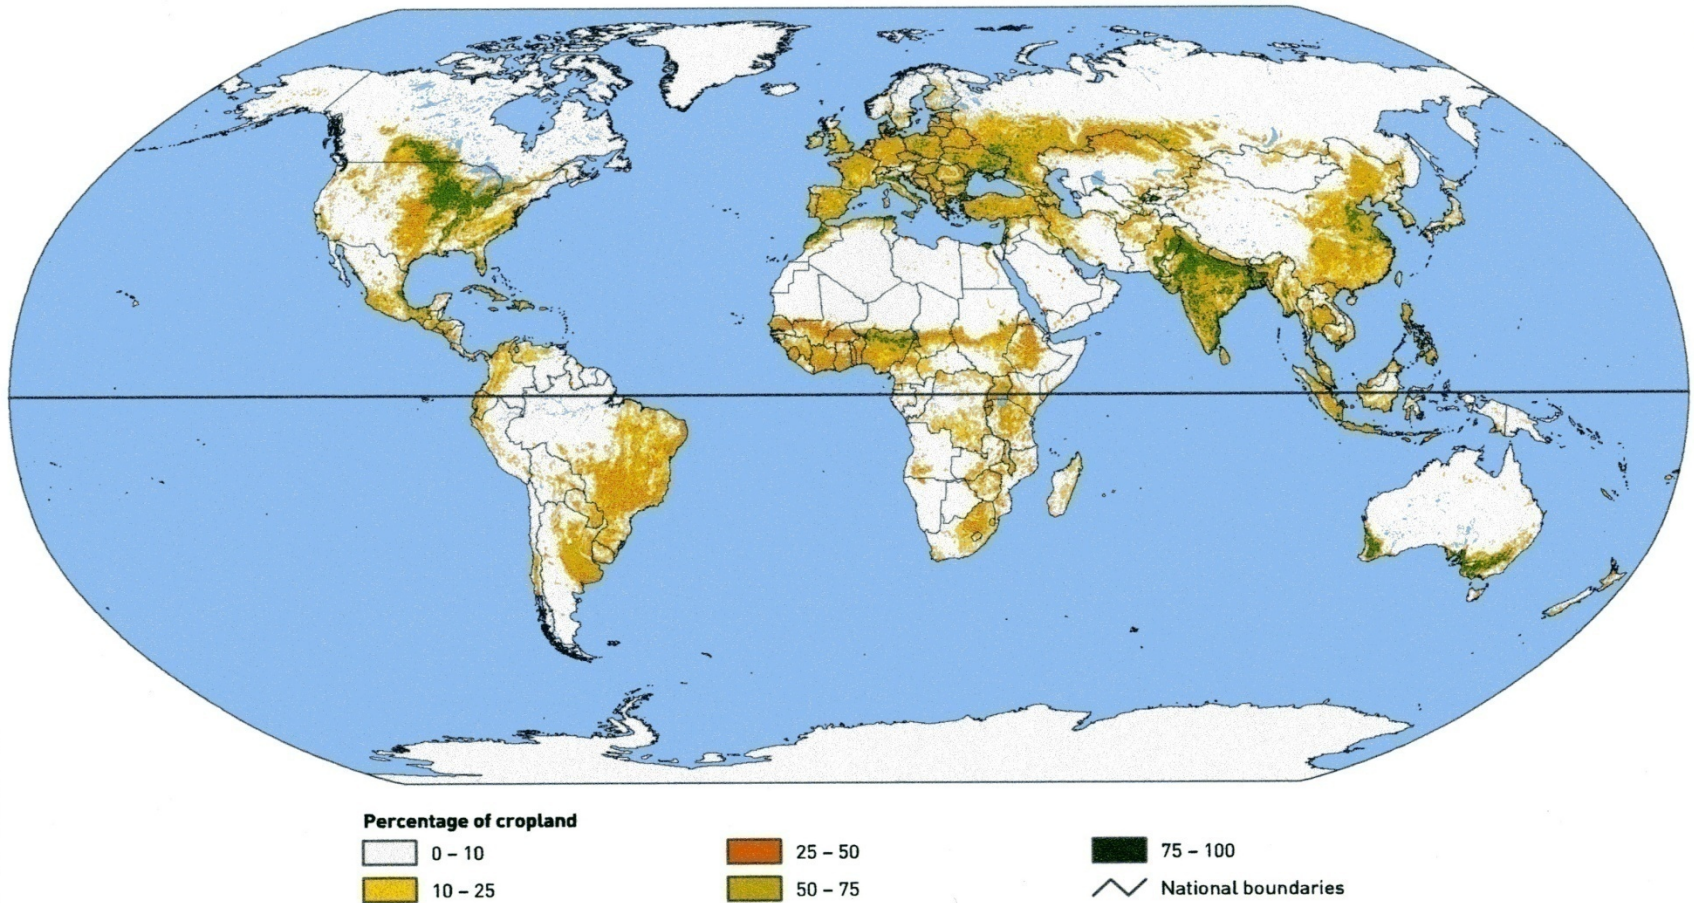 Percentage of cropland
0 – 10
10 – 25
25 – 50
50 – 75
75 – 100
National boundaries